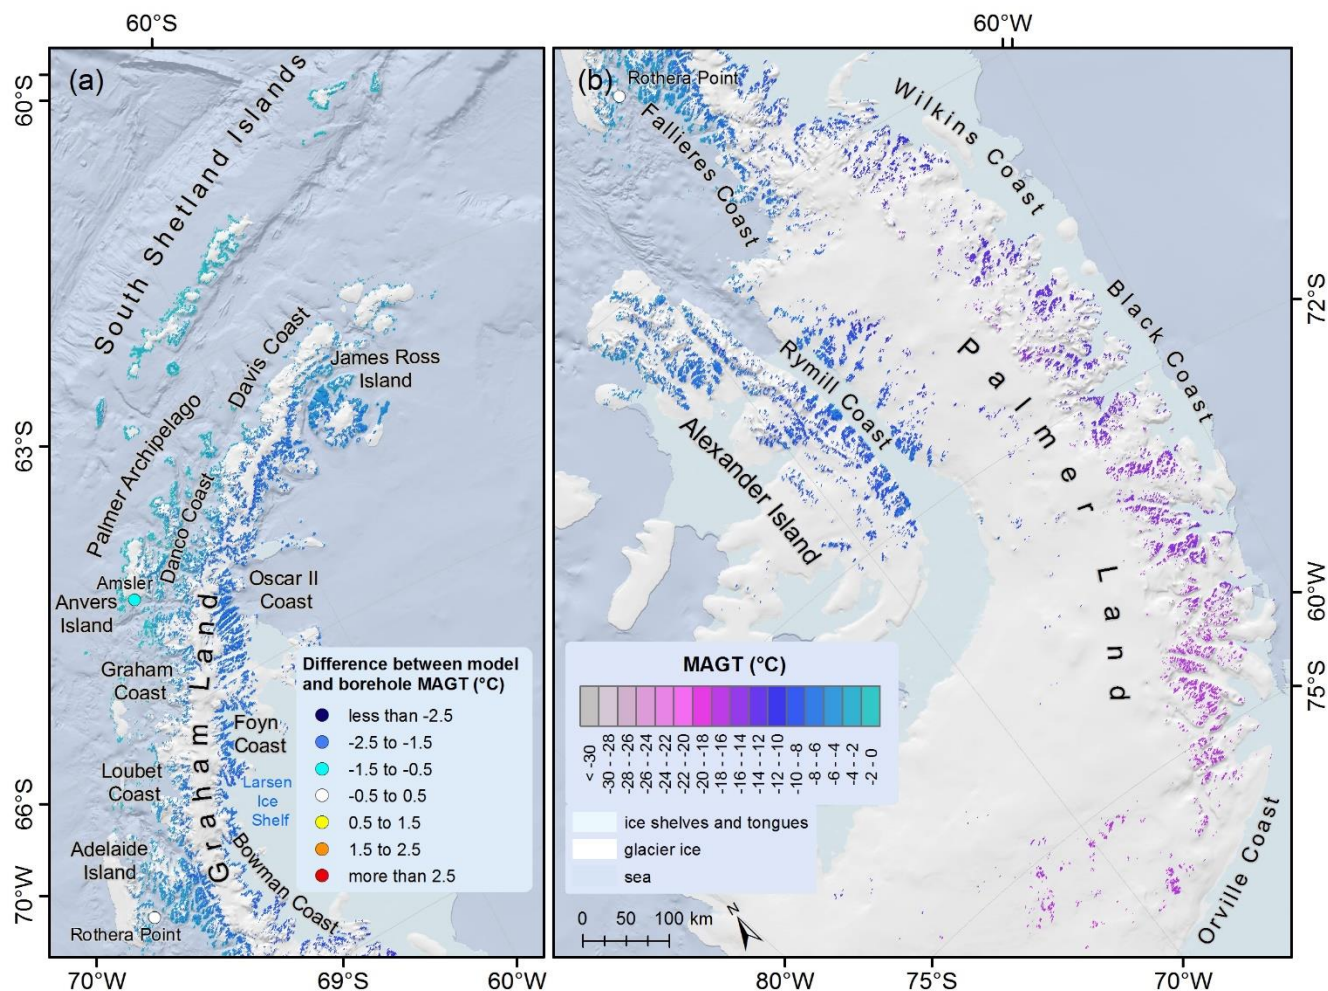 60°S
60°W
(a)
(b)
60°S
63°S
66°S
70°W
South Shetland Islands
Davis Coast
James Ross
Island
Palmer Archipelago
Danco Coast
Amsler
Anvers
Island
Oscar II
Coast
Graham
Coast
Graham Land
Foyn
Coast
Loubet
Coast
Larsen
Ice
Shelf
Bowman Coast
Adelaide
Island
Rothera Point
Difference between model
and borehole MAGT (°C)
less than -2.5
-2.5 to -1.5
-1.5 to -0.5
-0.5 to 0.5
0.5 to 1.5
1.5 to 2.5
more than 2.5
70°W
69°S
60°W
Rothera Point
Fallieres Coast
Wilkins Coast
Black Coast
Rymill Coast
Palmer Land
Alexander Island
Orville Coast
72°S
60°W
75°S
MAGT (°C)
< -30
-30 - -28
-28 - -26
-26 - -24
-24 - -22
-22 - -20
-20 - -18
-18 - -16
-16 - -14
-14 - -12
-12 - -10
-10 - -8
-8 - -6
-6 - -4
-4 - -2
-2 - 0
ice shelves and tongues
glacier ice
sea
0 50 100 km
N
80°W
75°S
70°W